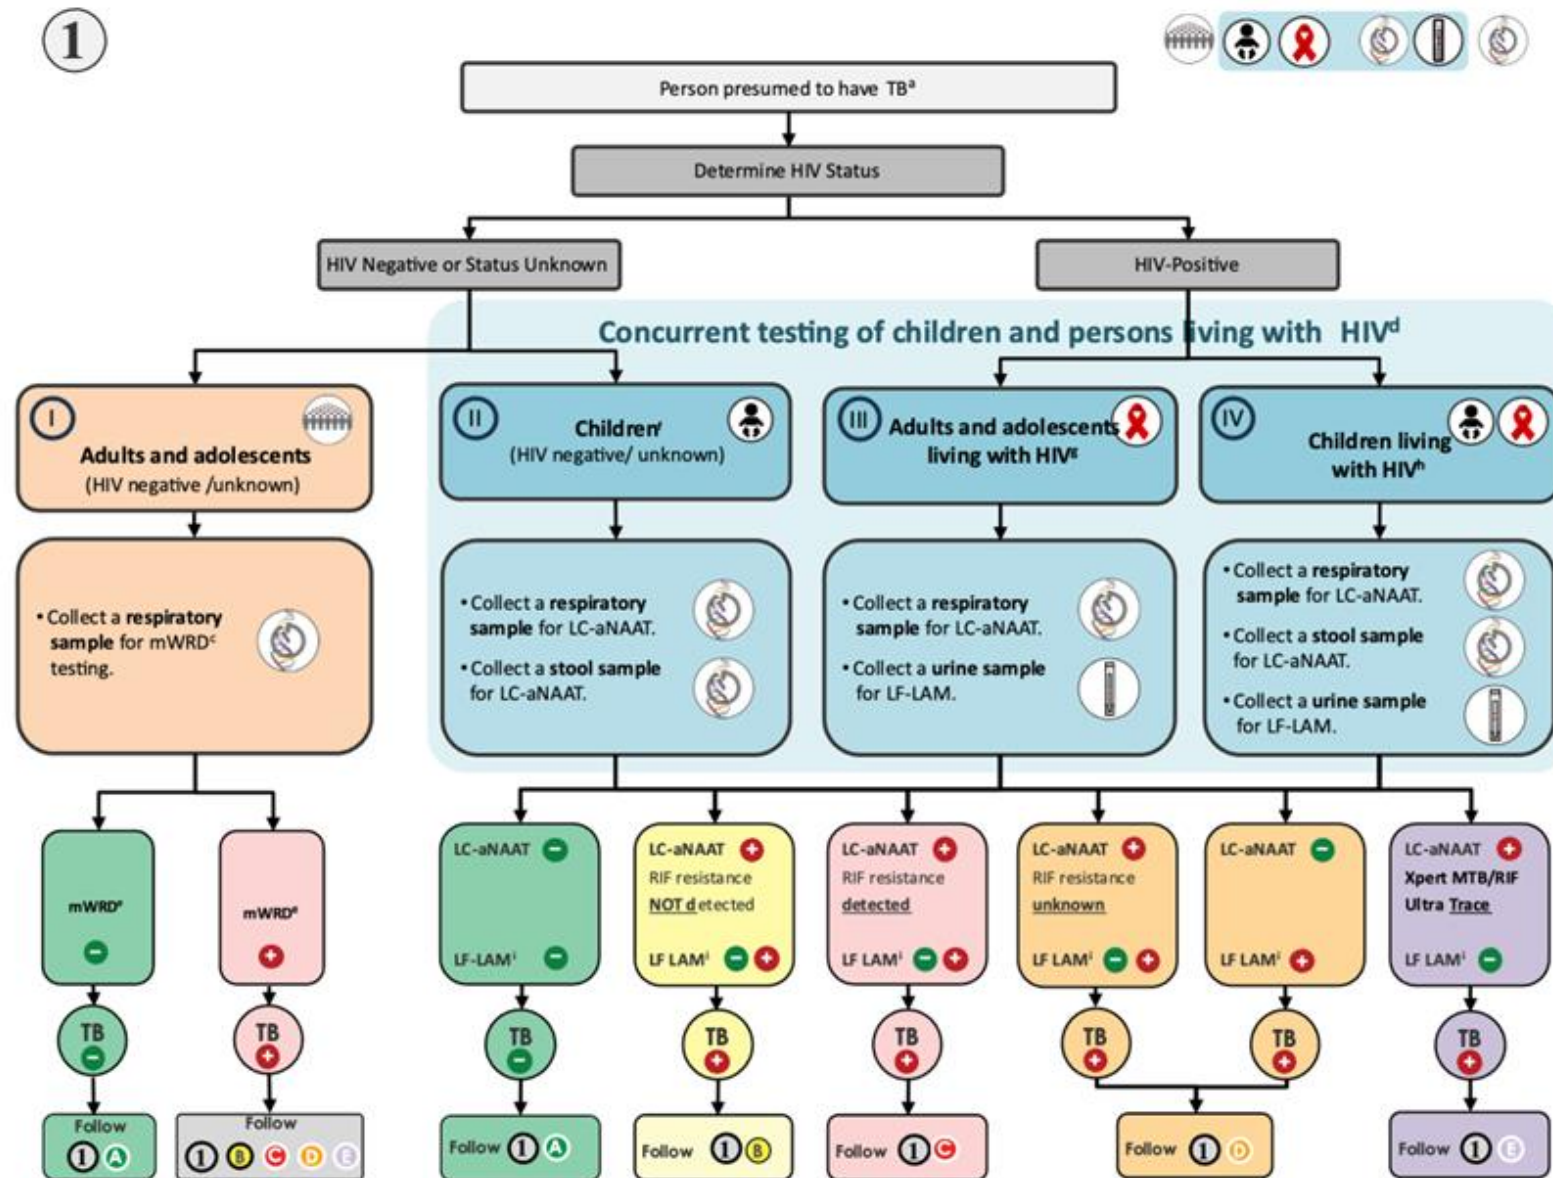 1
Person presumed to have TBᵃ
Determine HIV Status
HIV Negative or Status Unknown
HIV-Positive
Concurrent testing of children and persons living with HIVᵈ
I
Adults and adolescents
(HIV negative /unknown)
II
Childrenᶠ
(HIV negative/ unknown)
III
Adults and adolescents
living with HIVᵍ
IV
Children living
with HIVʰ
• Collect a respiratory
sample for mWRDᶜ
testing.
• Collect a respiratory
sample for LC-aNAAT.
• Collect a stool sample
for LC-aNAAT.
• Collect a respiratory
sample for LC-aNAAT.
• Collect a urine sample
for LF-LAM.
• Collect a respiratory
sample for LC-aNAAT.
• Collect a stool sample
for LC-aNAAT.
• Collect a urine sample
for LF-LAM.
mWRDᵉ
−
mWRDᵉ
+
LC-aNAAT −
LF-LAMⁱ −
LC-aNAAT +
RIF resistance
NOT detected
LF LAMⁱ − +
LC-aNAAT +
RIF resistance
detected
LF LAMⁱ − +
LC-aNAAT +
RIF resistance
unknown
LF LAMⁱ − +
LC-aNAAT −
LF LAMⁱ +
LC-aNAAT +
Xpert MTB/RIF
Ultra Trace
LF LAMⁱ −
TB
−
TB
+
TB
−
TB
+
TB
+
TB
+
TB
+
TB
+
Follow
1 A
Follow
1 B C D E
Follow 1 A
Follow 1 B
Follow 1 C
Follow 1 D
Follow 1 E